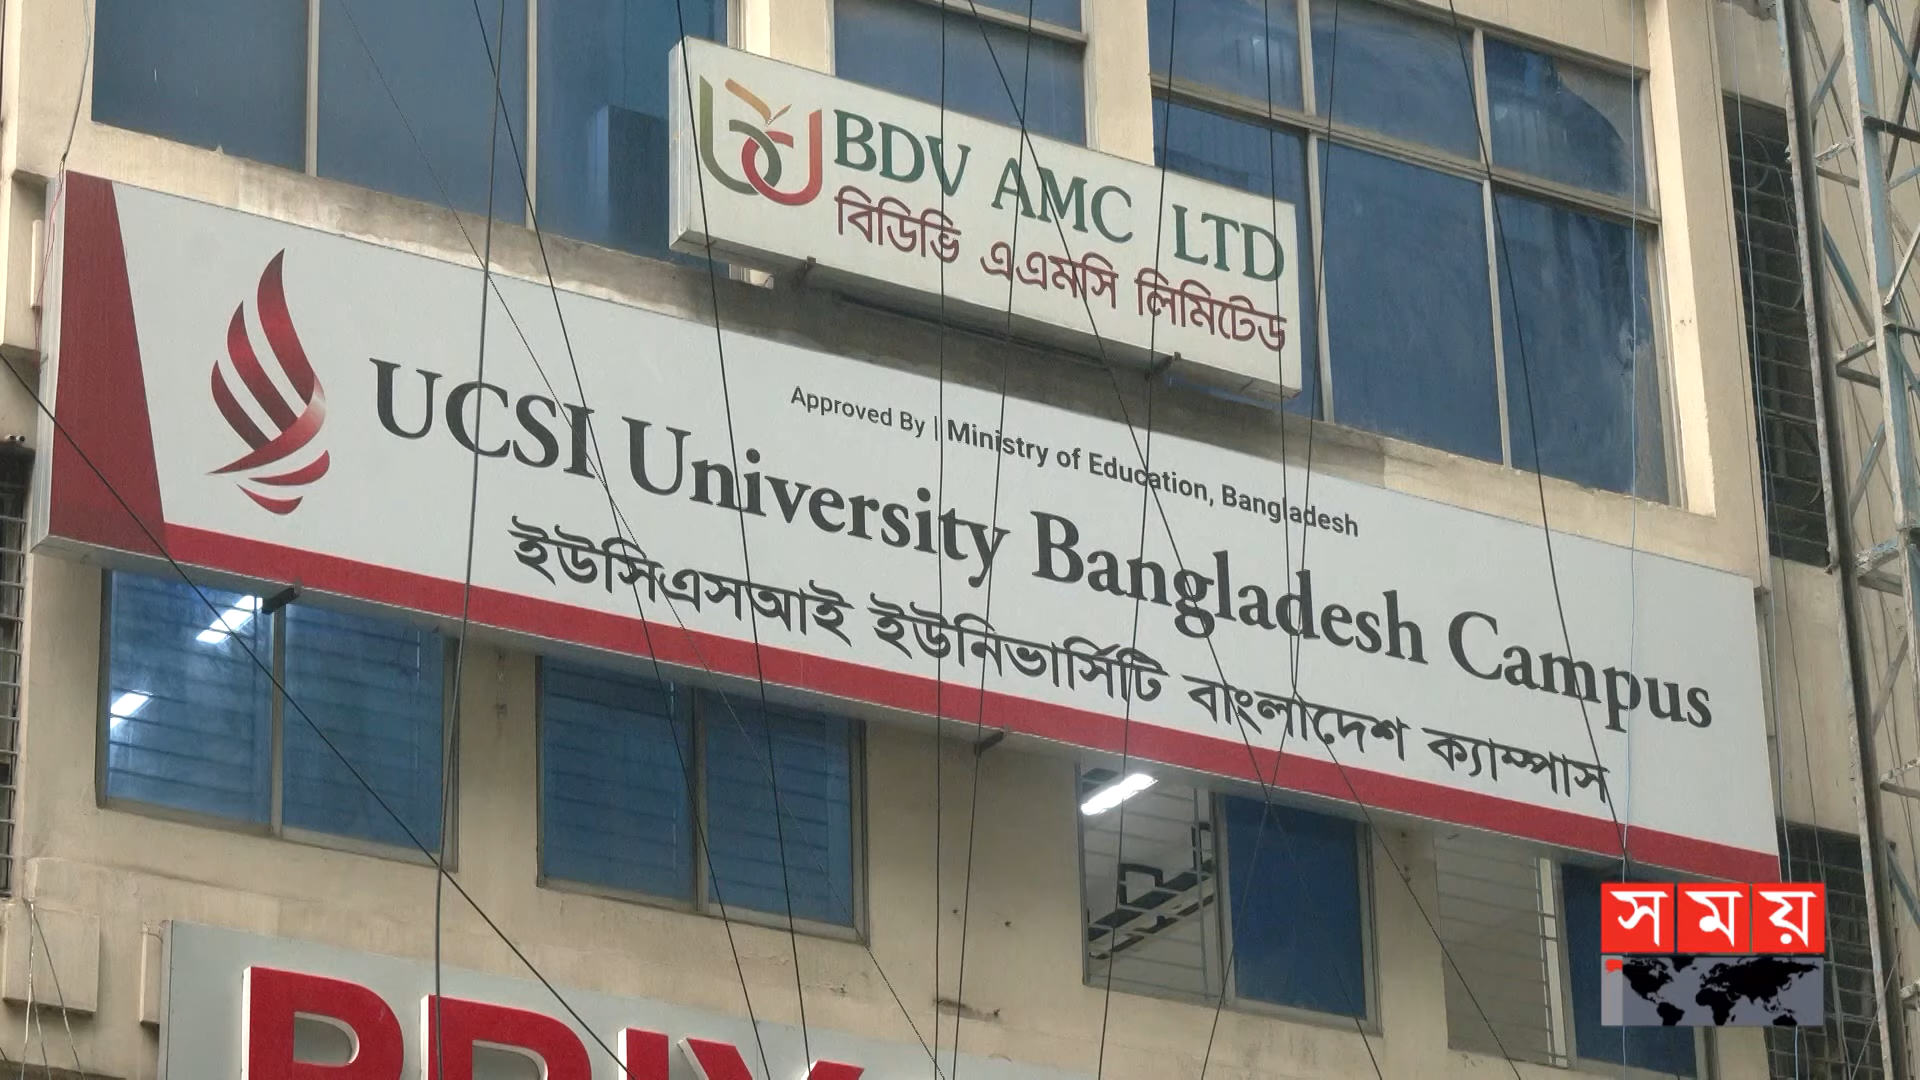 BDV AMC LTD
বিডিভি এএমসি লিমিটেড
Approved By | Ministry of Education, Bangladesh
UCSI University Bangladesh Campus
ইউসিএসআই ইউনিভার্সিটি বাংলাদেশ ক্যাম্পাস
সময়